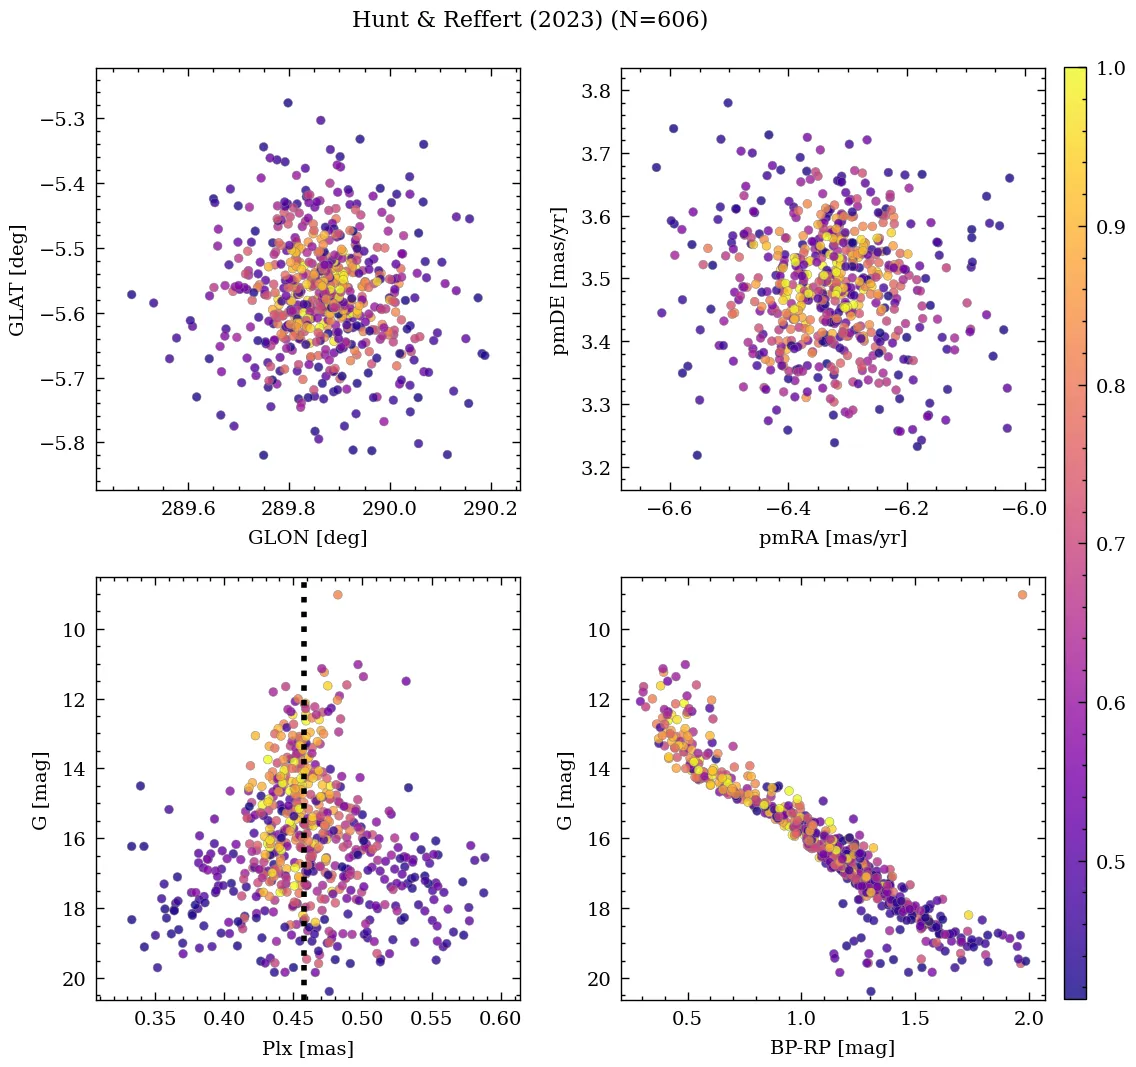 Hunt & Reffert (2023) (N=606)
−5.3
−5.4
−5.5
−5.6
−5.7
−5.8
GLAT [deg]
289.6 289.8 290.0 290.2
GLON [deg]
3.8
3.7
3.6
3.5
3.4
3.3
3.2
pmDE [mas/yr]
−6.6 −6.4 −6.2 −6.0
pmRA [mas/yr]
1.0
0.9
0.8
0.7
0.6
0.5
10
12
14
16
18
20
G [mag]
0.35 0.40 0.45 0.50 0.55 0.60
Plx [mas]
10
12
14
16
18
20
G [mag]
0.5 1.0 1.5 2.0
BP-RP [mag]